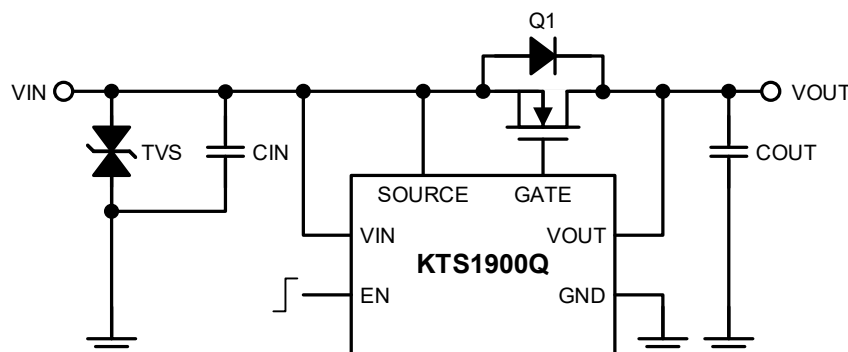 Q1
VIN
VOUT
TVS
CIN
COUT
SOURCE
GATE
VIN
VOUT
KTS1900Q
EN
GND